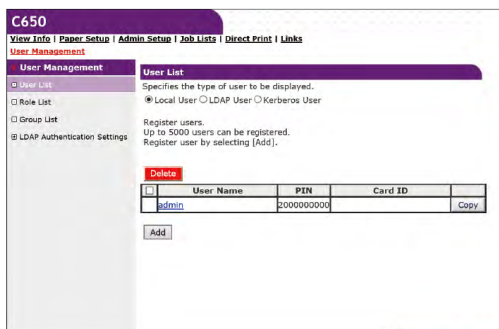 C650
View Info | Paper Setup | Admin Setup | Job Lists | Direct Print | Links
User Management
User Management
User List
Role List
Group List
LDAP Authentication Settings
User List
Specifies the type of user to be displayed.
Local User LDAP User Kerberos User
Register users.
Up to 5000 users can be registered.
Register user by selecting [Add].
Delete
User Name PIN Card ID
admin 2000000000 Copy
Add